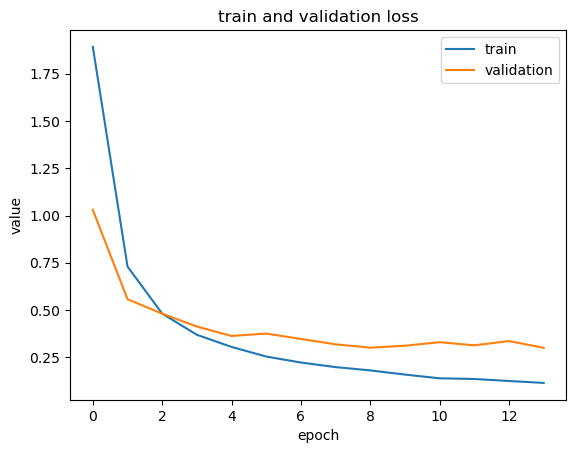 train and validation loss
train
validation
1.75
1.50
1.25
1.00
0.75
0.50
0.25
value
0 2 4 6 8 10 12
epoch